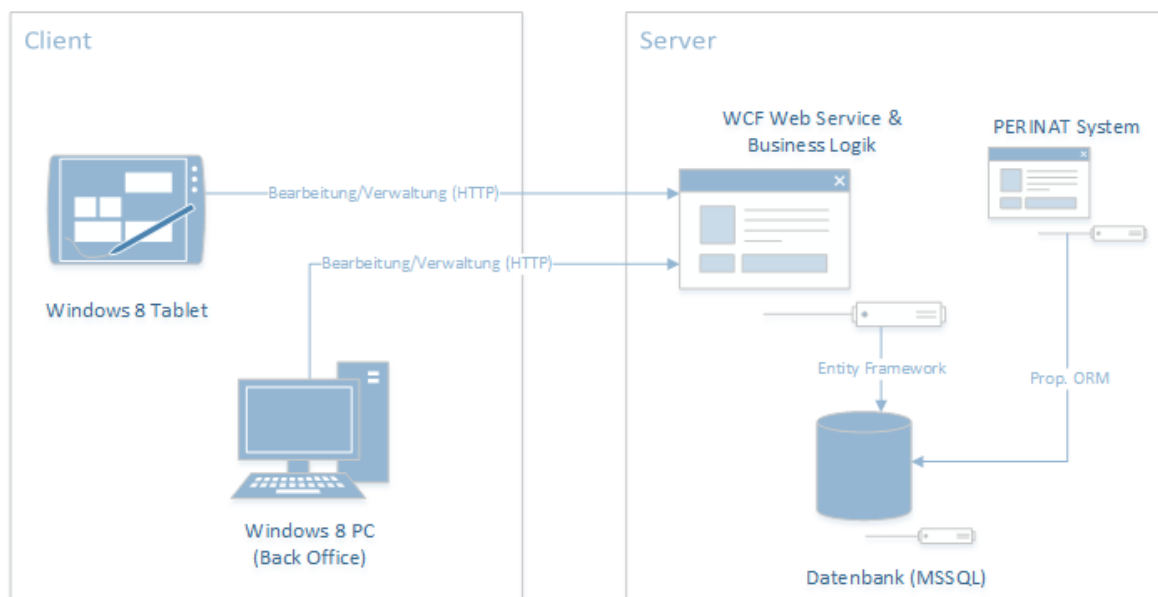 Client
Server
WCF Web Service &
Business Logik
PERINAT System
Bearbeitung/Verwaltung (HTTP)
Bearbeitung/Verwaltung (HTTP)
Windows 8 Tablet
Entity Framework
Prop. ORM
Windows 8 PC
(Back Office)
Datenbank (MSSQL)